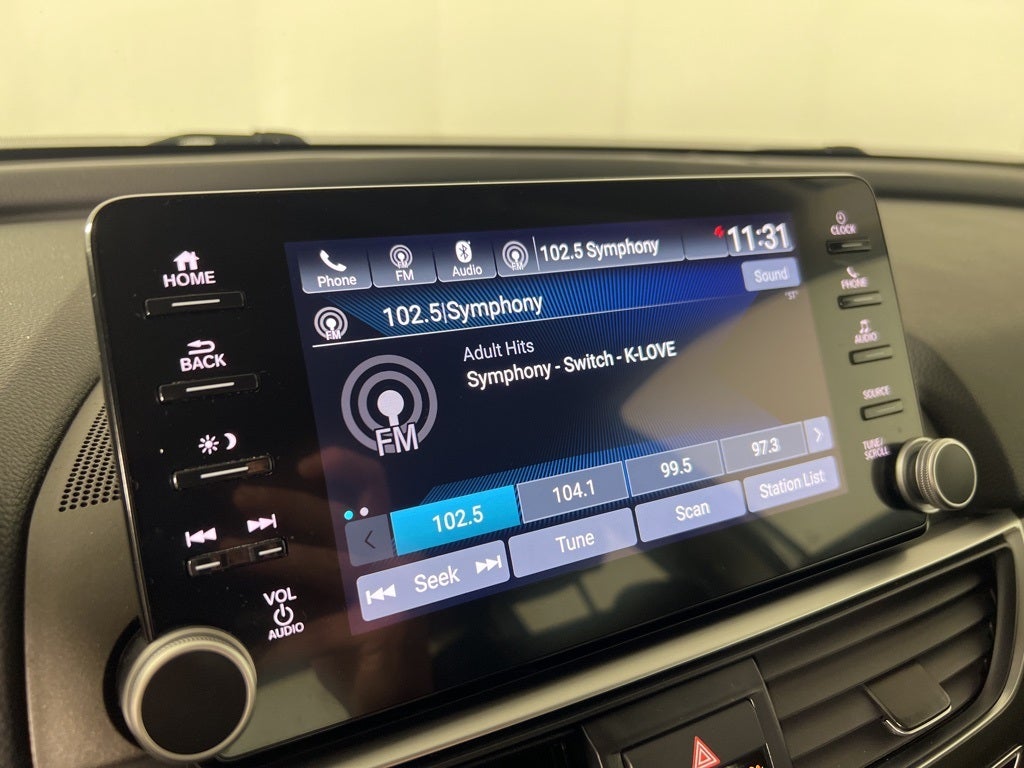 HOME
BACK
VOL
AUDIO
Phone
FM
Audio
FM
102.5 Symphony
11:31
FM
102.5|Symphony
Sound
"ST"
FM
Adult Hits
Symphony - Switch - K-LOVE
102.5
104.1
99.5
97.3
Seek
Tune
Scan
Station List
CLOCK
PHONE
AUDIO
SOURCE
TUNE/
SCROLL